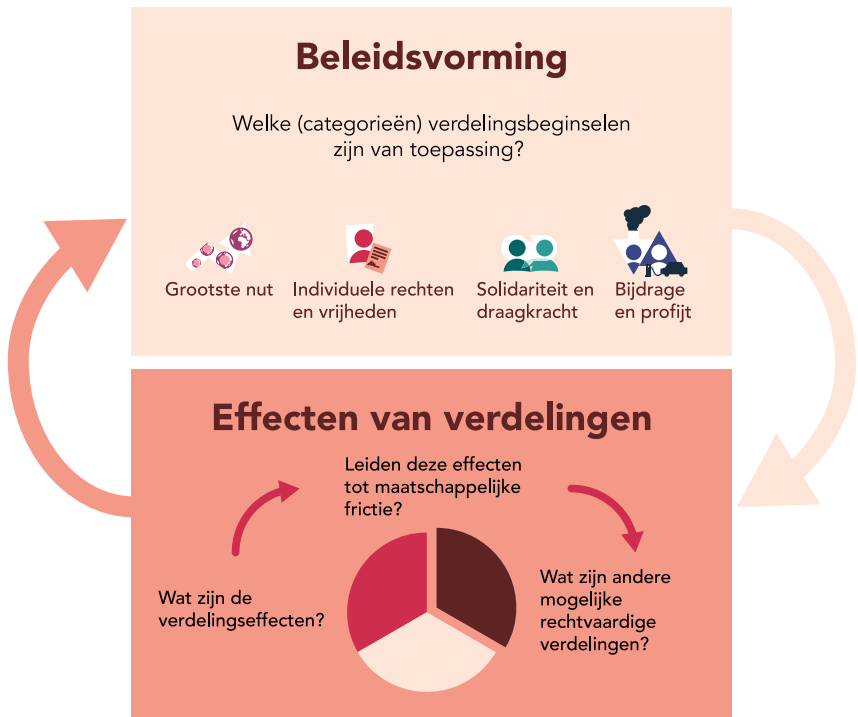 Beleidsvorming
Welke (categorieën) verdelingsbeginselen
zijn van toepassing?
Grootste nut
Individuele rechten
en vrijheden
Solidariteit en
draagkracht
Bijdrage
en profijt
Effecten van verdelingen
Leiden deze effecten
tot maatschappelijke
frictie?
Wat zijn de
verdelingseffecten?
Wat zijn andere
mogelijke
rechtvaardige
verdelingen?